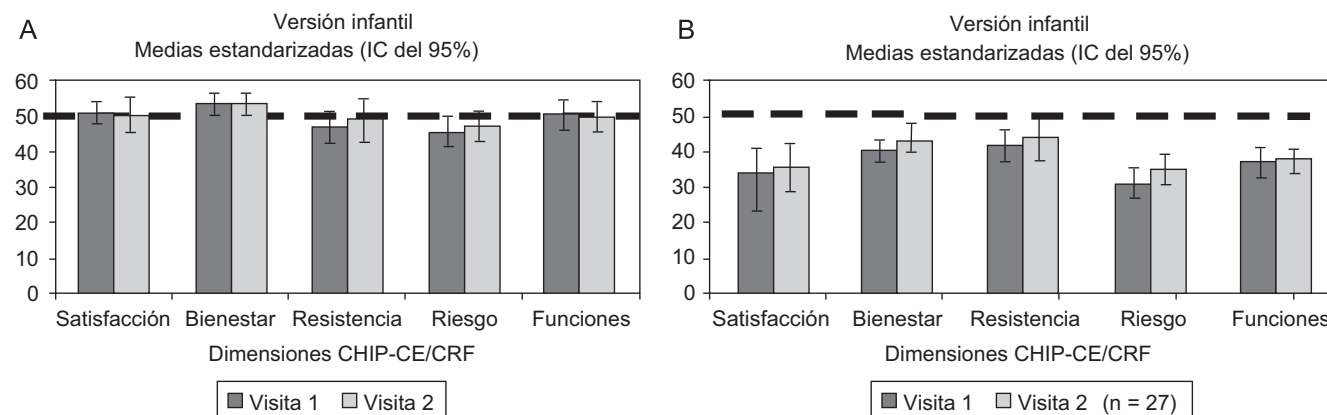 A
Versión infantil
Medias estandarizadas (IC del 95%)
60
50
40
30
20
10
0
Satisfacción Bienestar Resistencia Riesgo Funciones
Dimensiones CHIP-CE/CRF
Visita 1 Visita 2
B
Versión infantil
Medias estandarizadas (IC del 95%)
60
50
40
30
20
10
0
Satisfacción Bienestar Resistencia Riesgo Funciones
Dimensiones CHIP-CE/CRF
Visita 1 Visita 2 (n = 27)